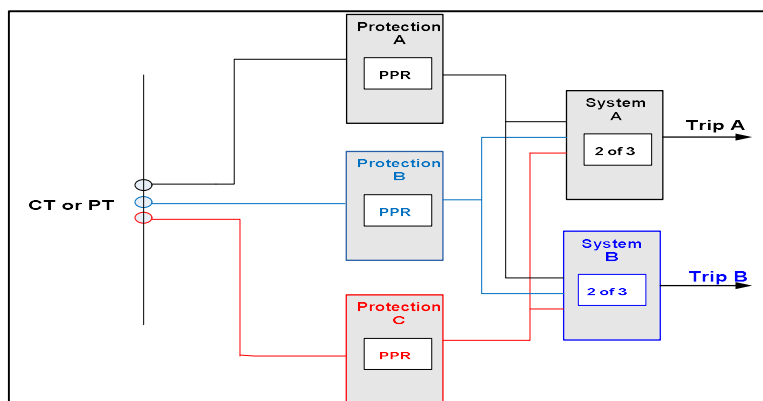 Protection
A
PPR
System
A
2 of 3
Trip A
Protection
B
PPR
CT or PT
System
B
2 of 3
Trip B
Protection
C
PPR